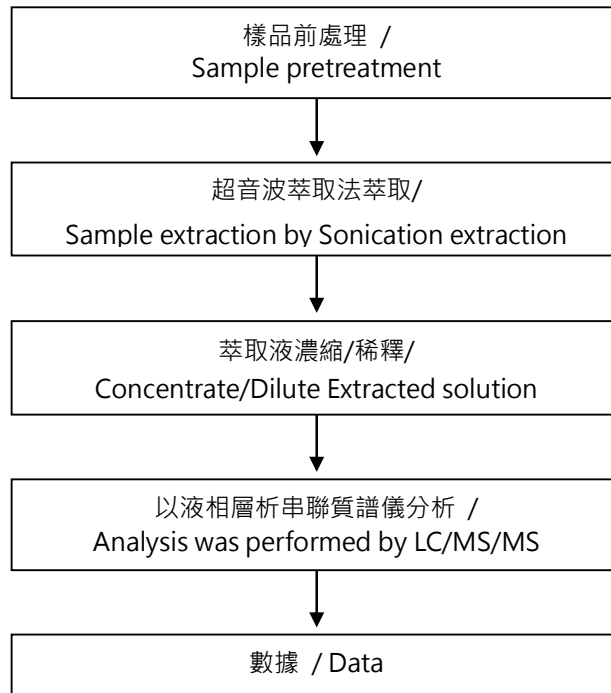 樣品前處理 /
Sample pretreatment
超音波萃取法萃取/
Sample extraction by Sonication extraction
萃取液濃縮/稀釋/
Concentrate/Dilute Extracted solution
以液相層析串聯質譜儀分析 /
Analysis was performed by LC/MS/MS
數據 / Data